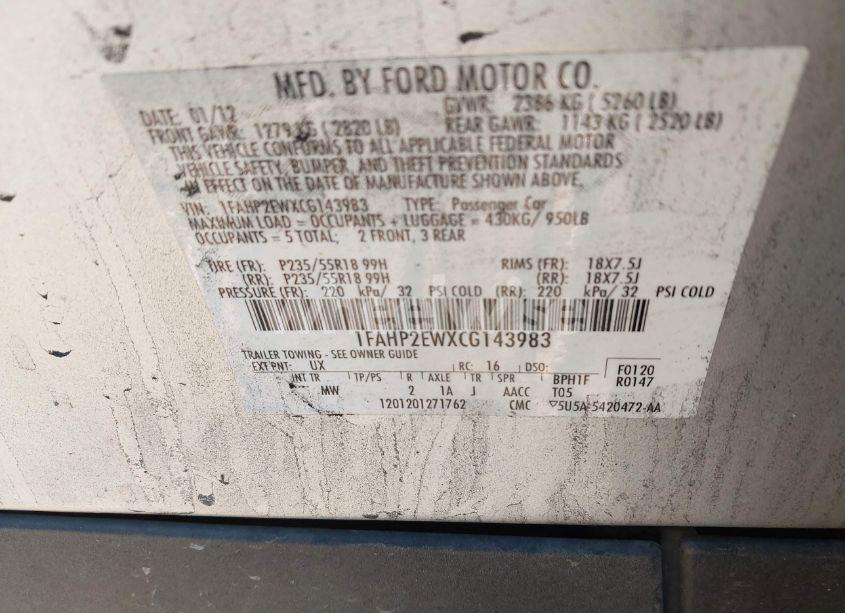 MFD. BY FORD MOTOR CO.
DATE: 01/12 GVWR: 2386 KG ( 5260 LB)
FRONT GAWR: 1279 KG ( 2820 LB) REAR GAWR: 1143 KG ( 2520 LB)
THIS VEHICLE CONFORMS TO ALL APPLICABLE FEDERAL MOTOR
VEHICLE SAFETY, BUMPER, AND THEFT PREVENTION STANDARDS
IN EFFECT ON THE DATE OF MANUFACTURE SHOWN ABOVE.
VIN: 1FAHP2EWXCG143983 TYPE: Passenger Car
MAXIMUM LOAD = OCCUPANTS + LUGGAGE = 430KG/ 950LB
OCCUPANTS = 5 TOTAL; 2 FRONT, 3 REAR
TIRE (FR): P235/55R18 99H RIMS (FR): 18X7.5J
(RR): P235/55R18 99H (RR): 18X7.5J
PRESSURE (FR): 220 kPa/ 32 PSI COLD (RR): 220 kPa/ 32 PSI COLD
1FAHP2EWXCG143983
TRAILER TOWING - SEE OWNER GUIDE
EXT PNT: UX RC: 16 DSO: F0120
INT TR TP/PS R AXLE TR SPR BPH1F R0147
MW 2 1A J AACC T05
1201201271762 CMC ▽5U5A-5420472-AA